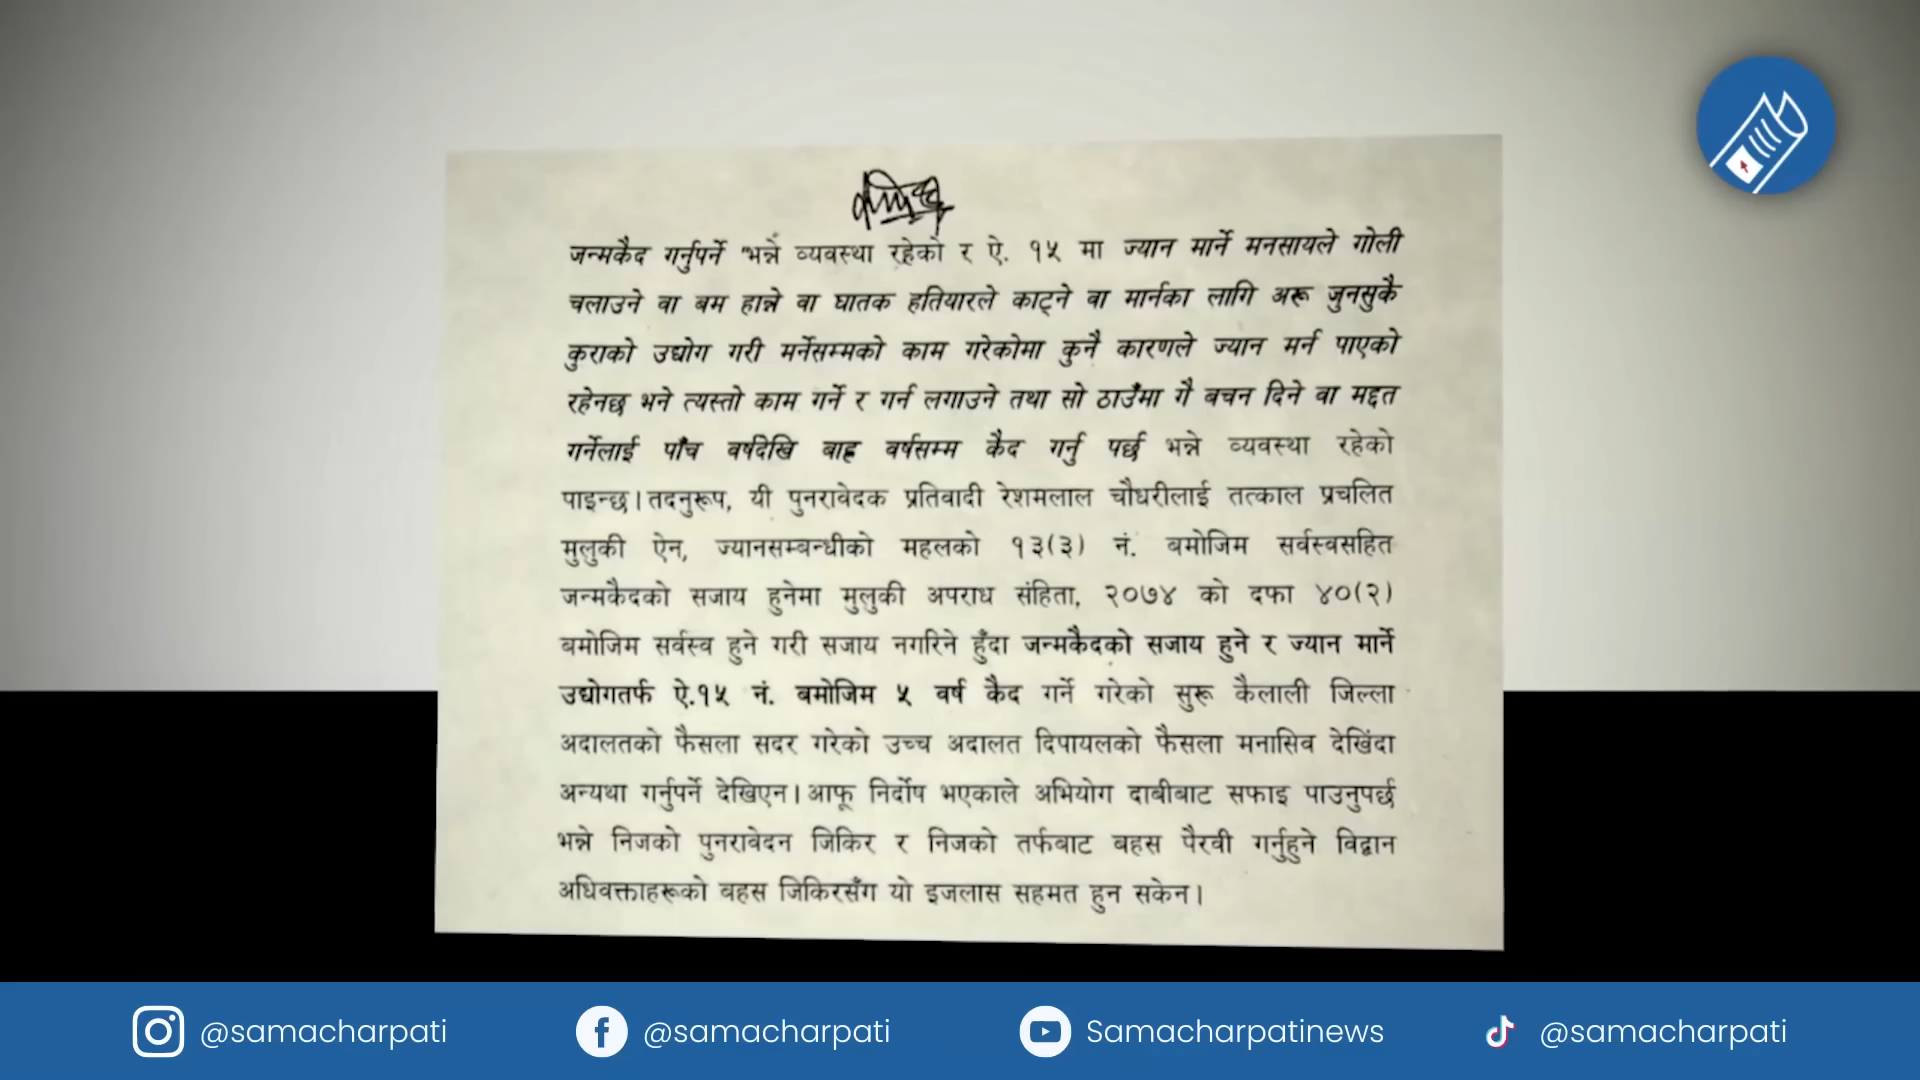 जन्मकैद गर्नुपर्ने "भन्ने व्यवस्था रहेको र ऐ. १५ मा ज्यान मार्ने मनसायले गोली
चलाउने वा बम हान्ने वा घातक हतियारले काट्ने वा मार्नका लागि अरू जुनसुकै
कुराको उद्योग गरी मर्नेसम्मको काम गरेकोमा कुनै कारणले ज्यान मर्न पाएको
रहेनछ भने त्यस्तो काम गर्ने र गर्न लगाउने तथा सो ठाउँमा गै बचन दिने वा मद्दत
गर्नेलाई पाँच वर्षदेखि बाह्र वर्षसम्म कैद गर्नु पर्छ भन्ने व्यवस्था रहेको
पाइन्छ। तदनुरूप, यी पुनरावेदक प्रतिवादी रेशमलाल चौधरीलाई तत्काल प्रचलित
मुलुकी ऐन, ज्यानसम्बन्धीको महलको १३(३) नं. बमोजिम सर्वस्वसहित
जन्मकैदको सजाय हुनेमा मुलुकी अपराध संहिता, २०७४ को दफा ४०(२)
बमोजिम सर्वस्व हुने गरी सजाय नगरिने हुँदा जन्मकैदको सजाय हुने र ज्यान मार्ने
उद्योगतर्फ ऐ.१५ नं. बमोजिम ५ वर्ष कैद गर्ने गरेको सुरू कैलाली जिल्ला
अदालतको फैसला सदर गरेको उच्च अदालत दिपायलको फैसला मनासिव देखिंदा
अन्यथा गर्नुपर्ने देखिएन। आफू निर्दोष भएकाले अभियोग दाबीबाट सफाइ पाउनुपर्छ
भन्ने निजको पुनरावेदन जिकिर र निजको तर्फबाट बहस पैरवी गर्नुहुने विद्वान
अधिवक्ताहरूको बहस जिकिरसँग यो इजलास सहमत हुन सकेन।
@samacharpati @samacharpati Samacharpatinews @samacharpati